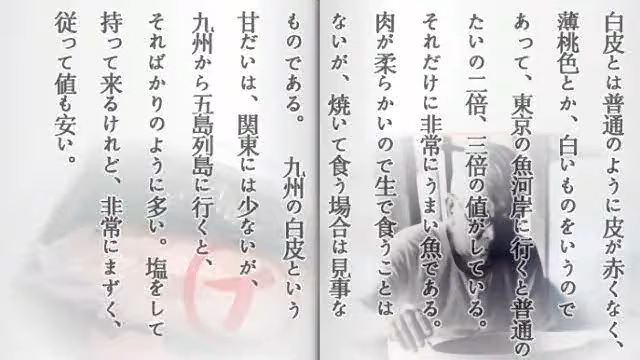 白皮とは普通のように皮が赤くなく、
薄桃色とか、白いものをいうので
あって、東京の魚河岸に行くと普通の
たいの二倍、三倍の値がしている。
それだけに非常にうまい魚である。
肉が柔らかいので生で食うことは
ないが、焼いて食う場合は見事な
ものである。　九州の白皮という
甘だいは、関東には少ないが、
九州から五島列島に行くと、
そればかりのように多い。塩をして
持って来るけれど、非常にまずく、
従って値も安い。